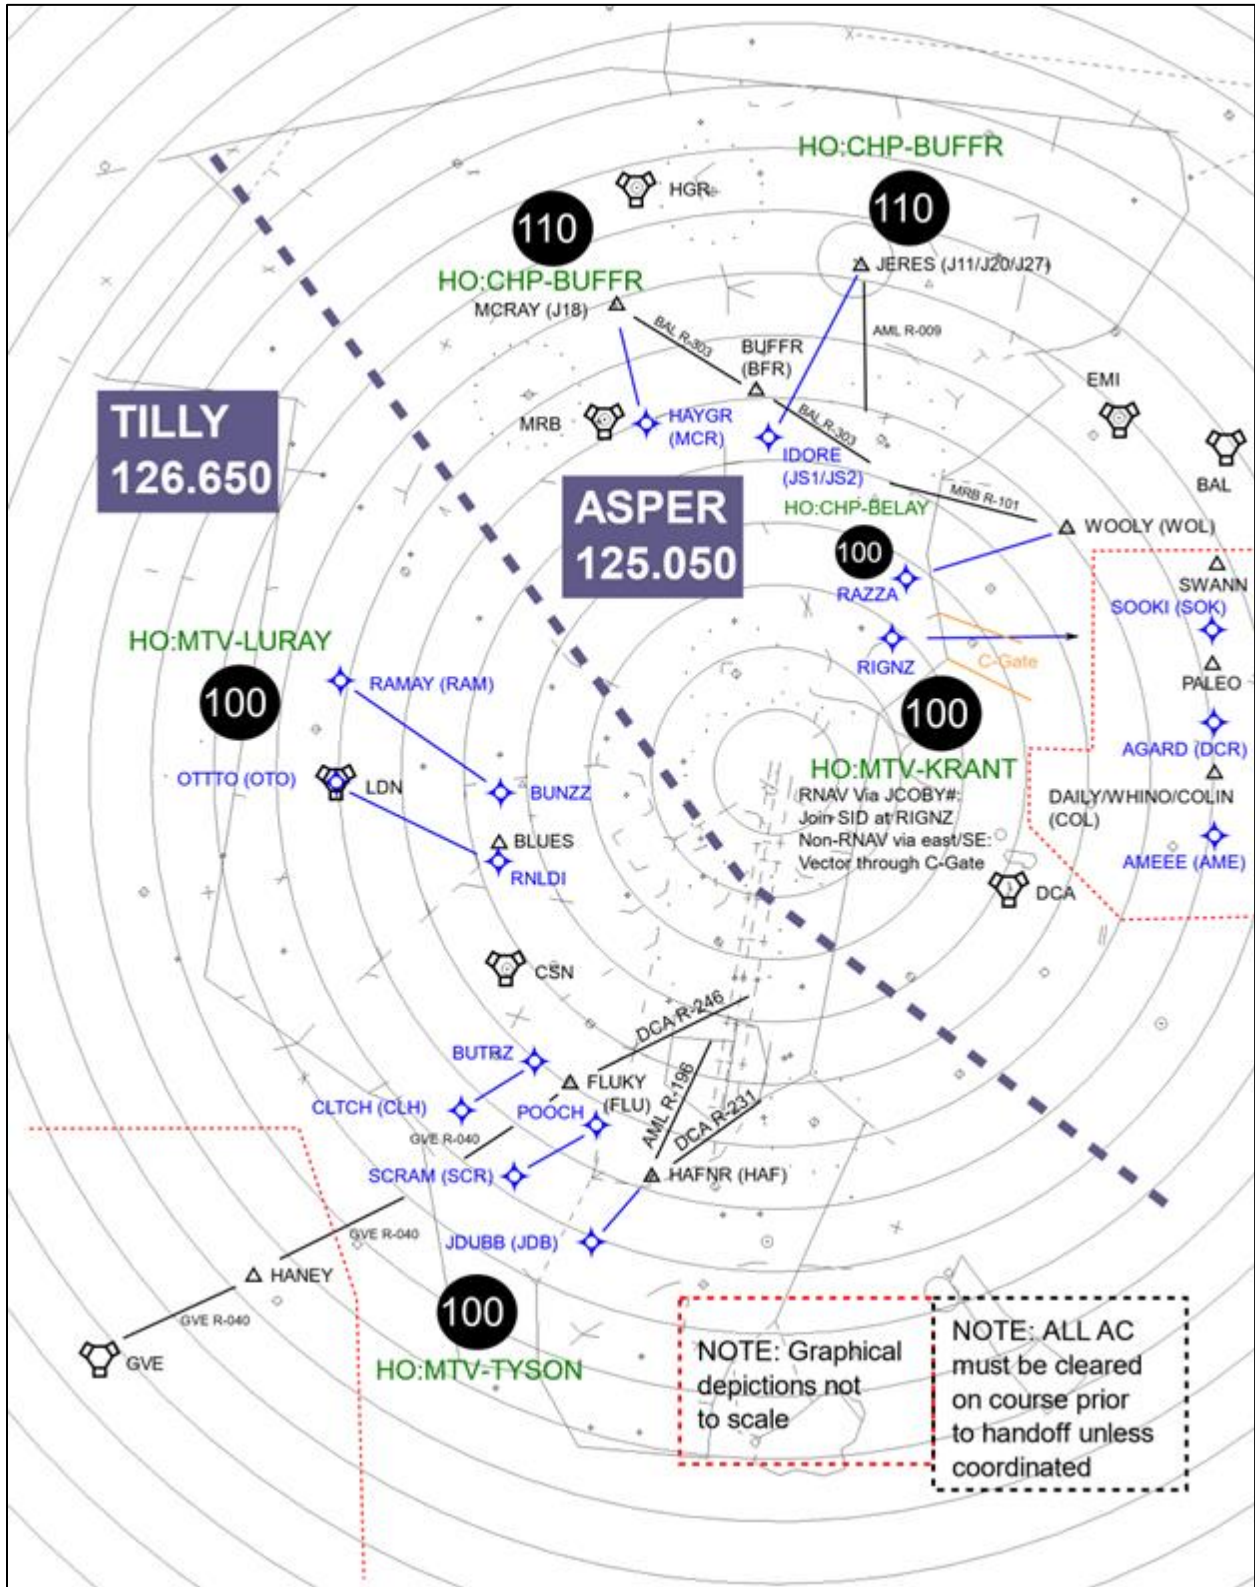 HO:CHP-BUFFR
110
HGR
110
HO:CHP-BUFFR
JERES (J11/J20/J27)
MCRAY (J18)
BAL R-303
AML R-009
BUFFR
(BFR)
EMI
TILLY
126.650
MRB
HAYGR
(MCR)
BAL R-303
IDORE
(JS1/JS2)
BAL
ASPER
125.050
MRB R-101
HO:CHP-BELAY
100
WOOLY (WOL)
RAZZA
SWANN
SOOKI (SOK)
HO:MTV-LURAY
100
RAMAY (RAM)
RIGNZ
C-Gate
PALEO
100
AGARD (DCR)
OTTTO (OTO)
LDN
BUNZZ
HO:MTV-KRANT
RNAV Via JCOBY#:
Join SID at RIGNZ
Non-RNAV via east/SE:
Vector through C-Gate
DAILY/WHINO/COLIN
(COL)
BLUES
RNLDI
AMEEE (AME)
DCA
CSN
DCA R-246
BUTRZ
FLUKY
(FLU)
CLTCH (CLH)
POOCH
AML R-196
DCA R-231
GVE R-040
SCRAM (SCR)
HAFNR (HAF)
GVE R-040
JDUBB (JDB)
HANEY
GVE R-040
GVE
100
HO:MTV-TYSON
NOTE: Graphical
depictions not
to scale
NOTE: ALL AC
must be cleared
on course prior
to handoff unless
coordinated